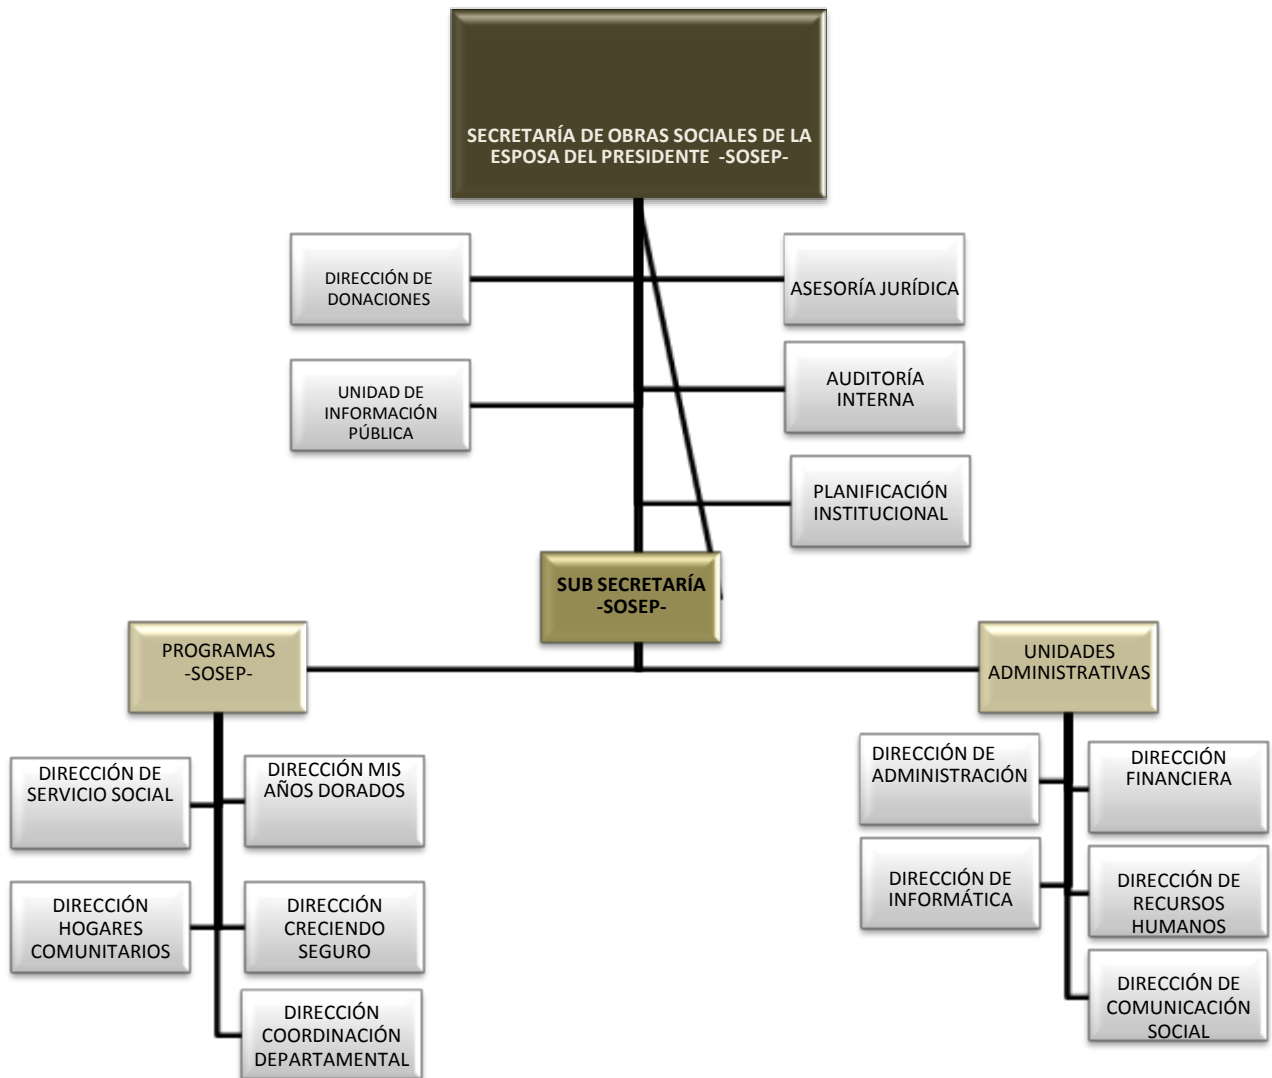 SECRETARÍA DE OBRAS SOCIALES DE LA
ESPOSA DEL PRESIDENTE -SOSEP-
DIRECCIÓN DE
DONACIONES
ASESORÍA JURÍDICA
UNIDAD DE
INFORMACIÓN
PÚBLICA
AUDITORÍA
INTERNA
PLANIFICACIÓN
INSTITUCIONAL
SUB SECRETARÍA
-SOSEP-
PROGRAMAS
-SOSEP-
UNIDADES
ADMINISTRATIVAS
DIRECCIÓN DE
SERVICIO SOCIAL
DIRECCIÓN MIS
AÑOS DORADOS
DIRECCIÓN
HOGARES
COMUNITARIOS
DIRECCIÓN
CRECIENDO
SEGURO
DIRECCIÓN
COORDINACIÓN
DEPARTAMENTAL
DIRECCIÓN DE
ADMINISTRACIÓN
DIRECCIÓN
FINANCIERA
DIRECCIÓN DE
INFORMÁTICA
DIRECCIÓN DE
RECURSOS
HUMANOS
DIRECCIÓN DE
COMUNICACIÓN
SOCIAL